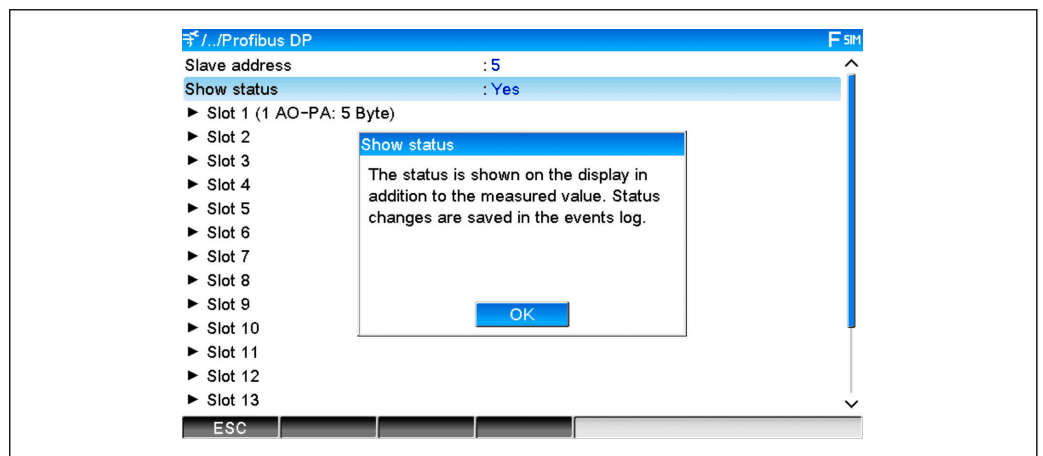 /../Profibus DP F SIM
Slave address : 5
Show status : Yes
► Slot 1 (1 AO-PA: 5 Byte)
► Slot 2
► Slot 3
► Slot 4
► Slot 5
► Slot 6
► Slot 7
► Slot 8
► Slot 9
► Slot 10
► Slot 11
► Slot 12
► Slot 13
Show status
The status is shown on the display in
addition to the measured value. Status
changes are saved in the events log.
OK
ESC